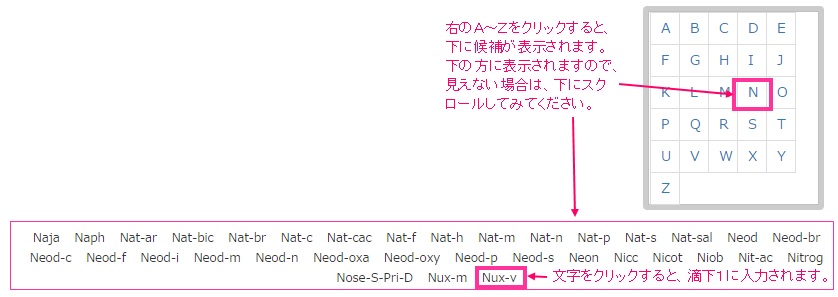 右のA～Zをクリックすると、
下に候補が表示されます。
下の方に表示されますので、
見えない場合は、下にスク
ロールしてみてください。
A B C D E
F G H I J
K L M N O
P Q R S T
U V W X Y
Z
Naja Naph Nat-ar Nat-bic Nat-br Nat-c Nat-cac Nat-f Nat-h Nat-m Nat-n Nat-p Nat-s Nat-sal Neod Neod-br
Neod-c Neod-f Neod-i Neod-m Neod-n Neod-oxa Neod-oxy Neod-p Neod-s Neon Nicc Nicot Niob Nit-ac Nitrog
Nose-S-Pri-D Nux-m Nux-v 文字をクリックすると、滴下1に入力されます。